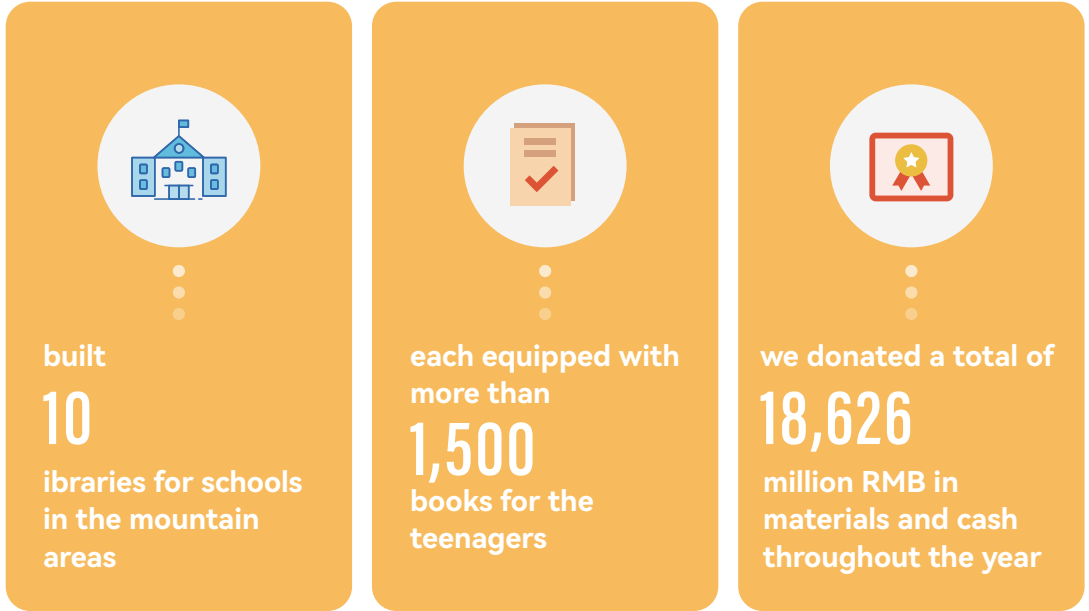 built
10
ibraries for schools
in the mountain
areas
each equipped with
more than
1,500
books for the
teenagers
we donated a total of
18,626
million RMB in
materials and cash
throughout the year